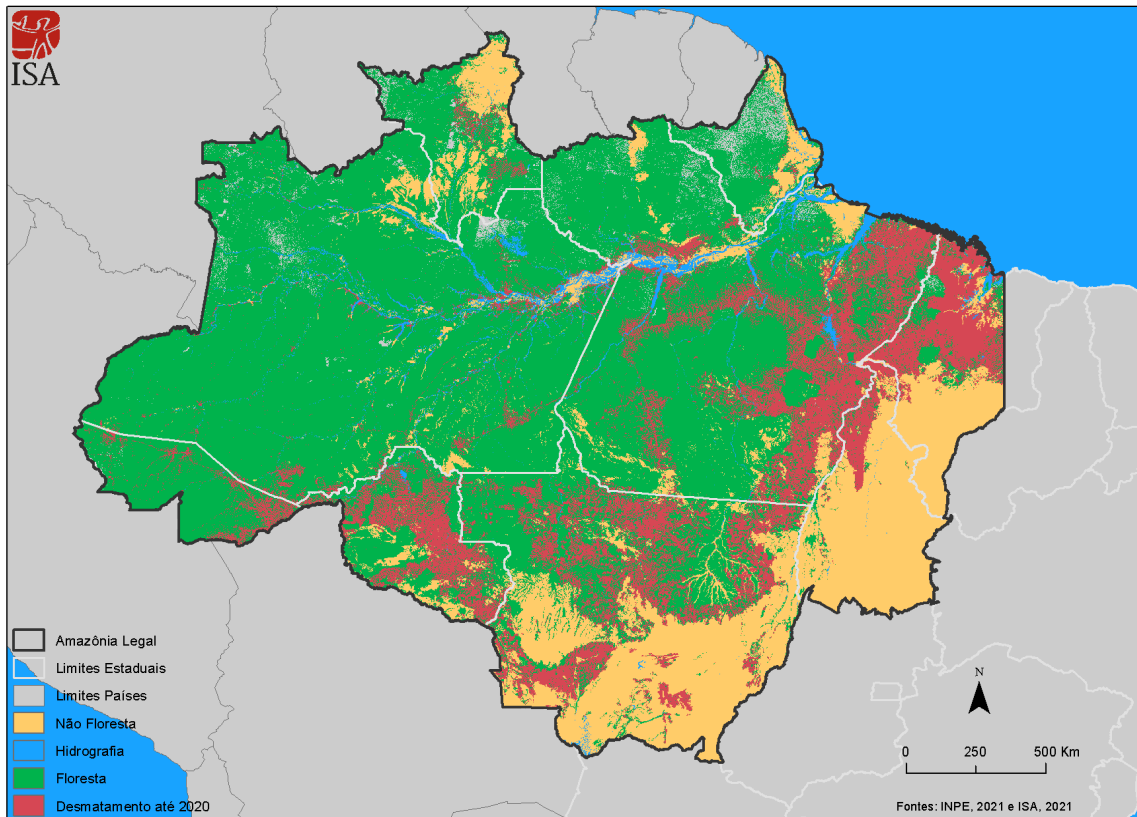 ISA
Amazônia Legal
Limites Estaduais
Limites Países
Não Floresta
Hidrografia
Floresta
Desmatamento até 2020
N
0 250 500 Km
Fontes: INPE, 2021 e ISA, 2021